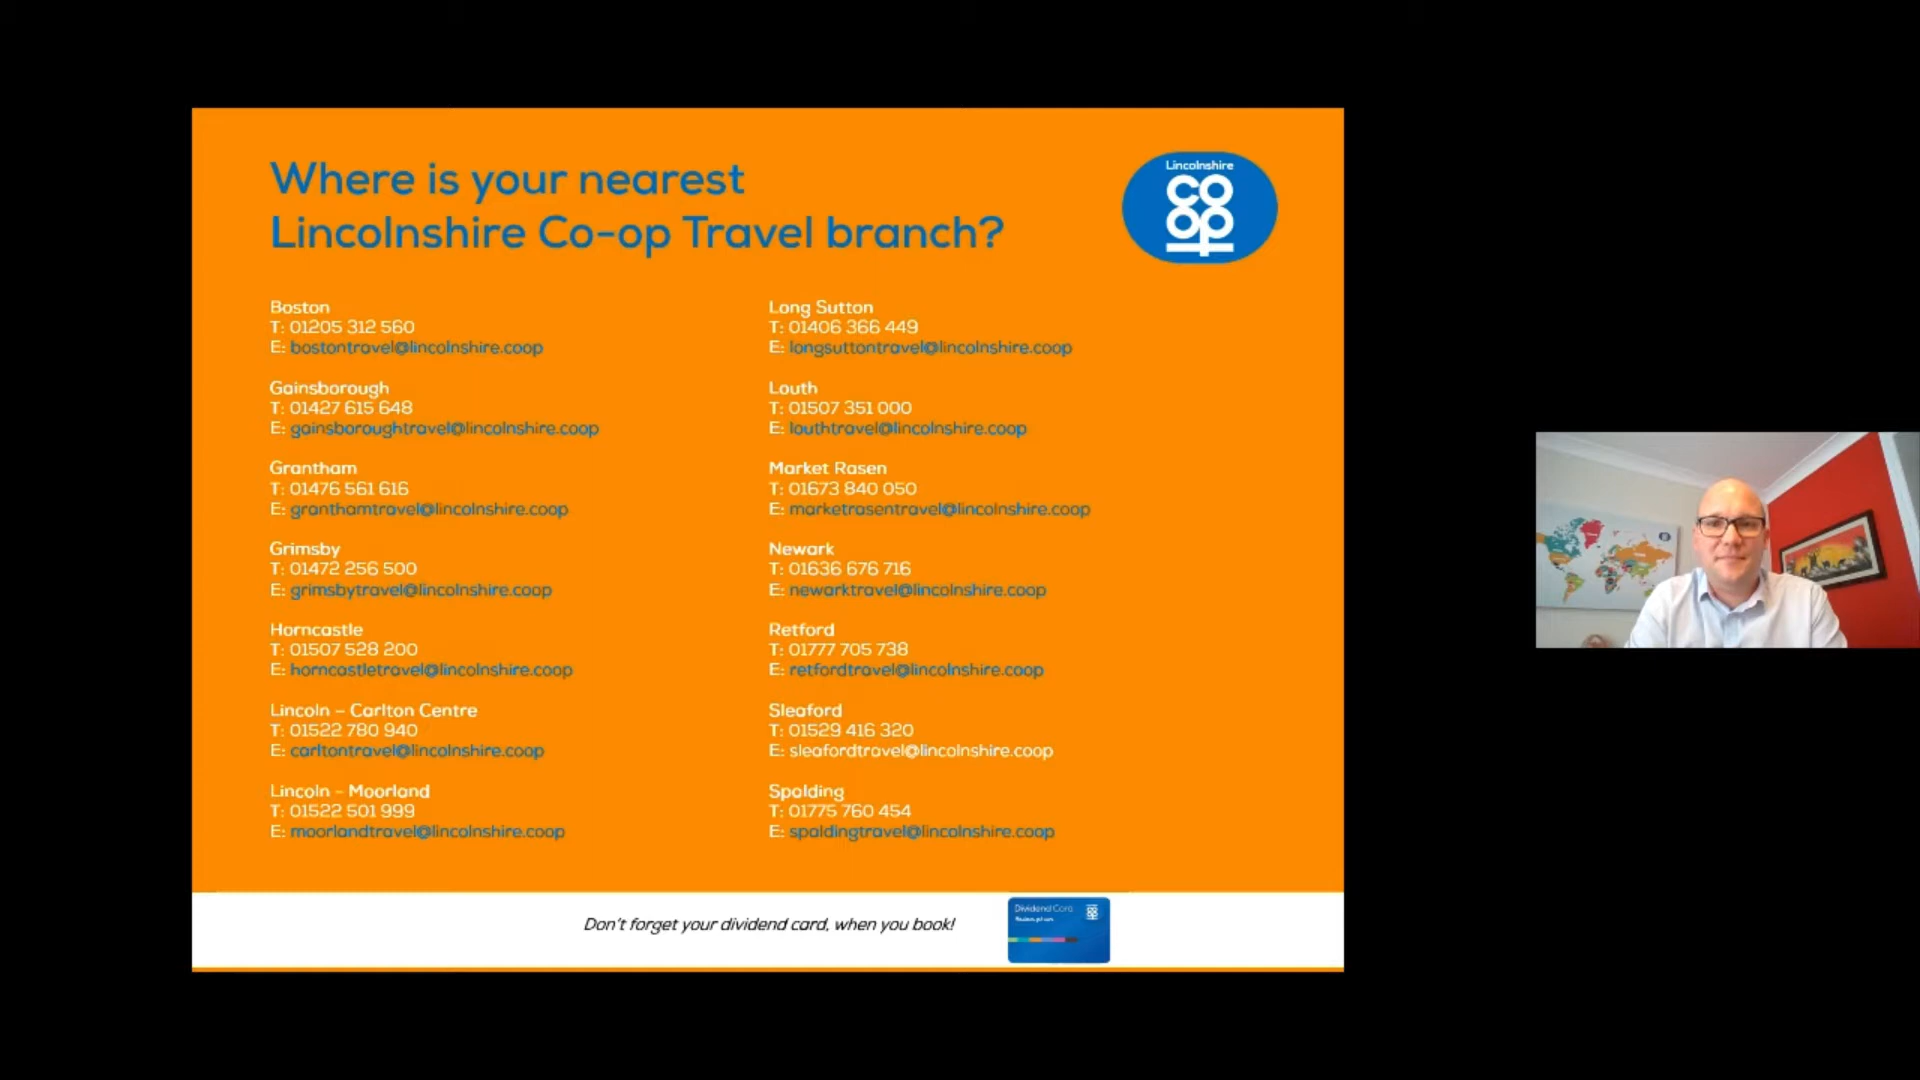 Where is your nearest
Lincolnshire Co-op Travel branch?
Lincolnshire
CO
OP
Boston
T: 01205 312 560
E: bostontravel@lincolnshire.coop
Gainsborough
T: 01427 615 648
E: gainsboroughtravel@lincolnshire.coop
Grantham
T: 01476 561 616
E: granthamtravel@lincolnshire.coop
Grimsby
T: 01472 256 500
E: grimsbytravel@lincolnshire.coop
Horncastle
T: 01507 528 200
E: horncastletravel@lincolnshire.coop
Lincoln – Carlton Centre
T: 01522 780 940
E: carltontravel@lincolnshire.coop
Lincoln - Moorland
T: 01522 501 999
E: moorlandtravel@lincolnshire.coop
Long Sutton
T: 01406 366 449
E: longsuttontravel@lincolnshire.coop
Louth
T: 01507 351 000
E: louthtravel@lincolnshire.coop
Market Rasen
T: 01673 840 050
E: marketrasentravel@lincolnshire.coop
Newark
T: 01636 676 716
E: newarktravel@lincolnshire.coop
Retford
T: 01777 705 738
E: retfordtravel@lincolnshire.coop
Sleaford
T: 01529 416 320
E: sleafordtravel@lincolnshire.coop
Spalding
T: 01775 760 454
E: spaldingtravel@lincolnshire.coop
Don't forget your dividend card, when you book!
Dividend Card